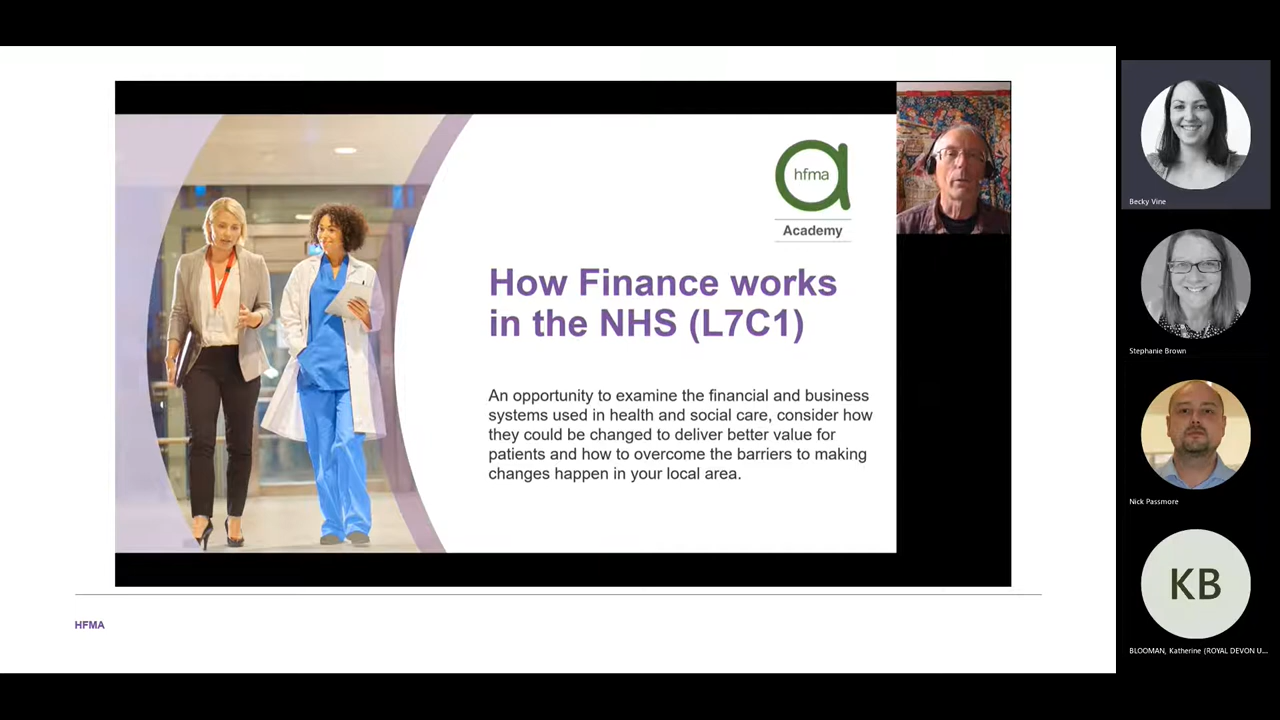 hfma
Academy
How Finance works
in the NHS (L7C1)
An opportunity to examine the financial and business
systems used in health and social care, consider how
they could be changed to deliver better value for
patients and how to overcome the barriers to making
changes happen in your local area.
HFMA
Becky Vine
Stephanie Brown
Nick Passmore
KB
BLOOMAN, Katherine (ROYAL DEVON U...